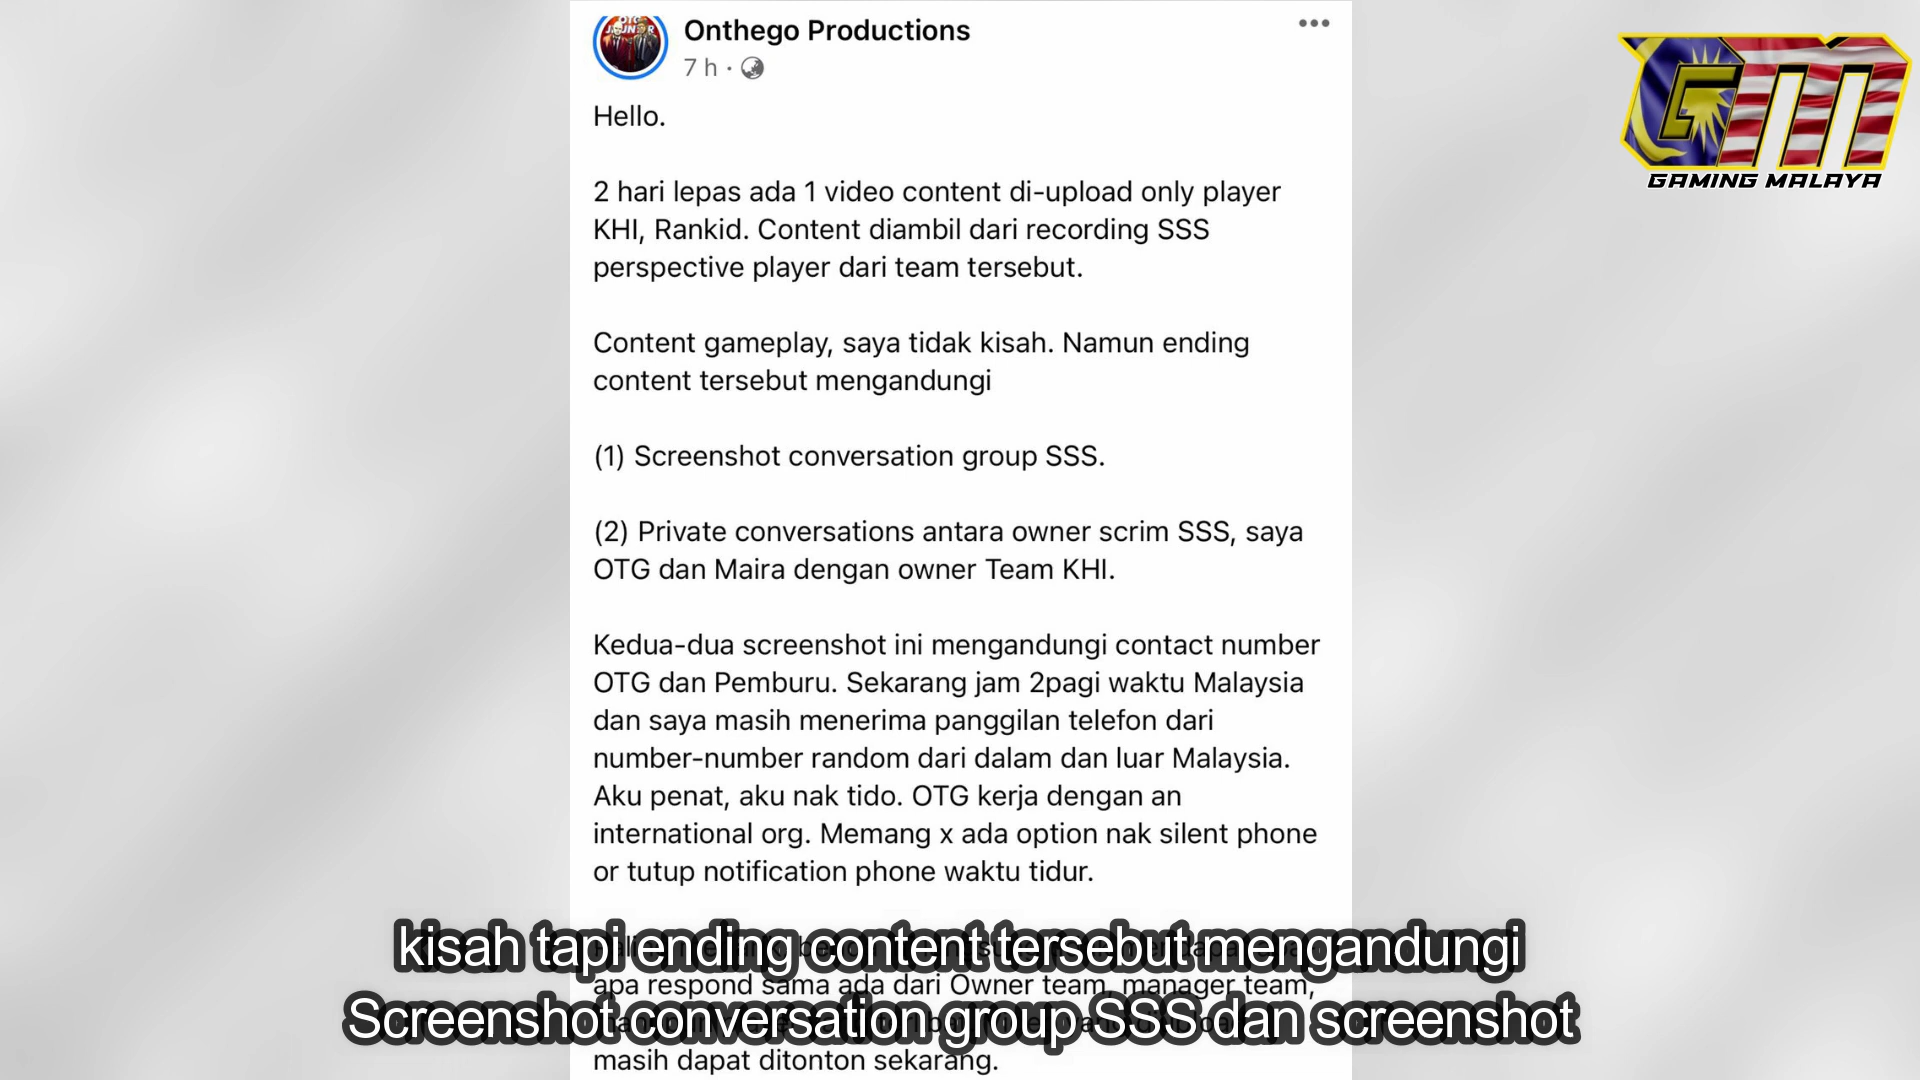 Onthego Productions
7 h ·
Hello.
2 hari lepas ada 1 video content di-upload only player
KHI, Rankid. Content diambil dari recording SSS
perspective player dari team tersebut.
Content gameplay, saya tidak kisah. Namun ending
content tersebut mengandungi
(1) Screenshot conversation group SSS.
(2) Private conversations antara owner scrim SSS, saya
OTG dan Maira dengan owner Team KHI.
Kedua-dua screenshot ini mengandungi contact number
OTG dan Pemburu. Sekarang jam 2pagi waktu Malaysia
dan saya masih menerima panggilan telefon dari
number-number random dari dalam dan luar Malaysia.
Aku penat, aku nak tido. OTG kerja dengan an
international org. Memang x ada option nak silent phone
or tutup notification phone waktu tidur.
apa respond sama ada dari Owner team, manager team,
masih dapat ditonton sekarang.
kisah tapi ending content tersebut mengandungi
Screenshot conversation group SSS dan screenshot
GM
GAMING MALAYA